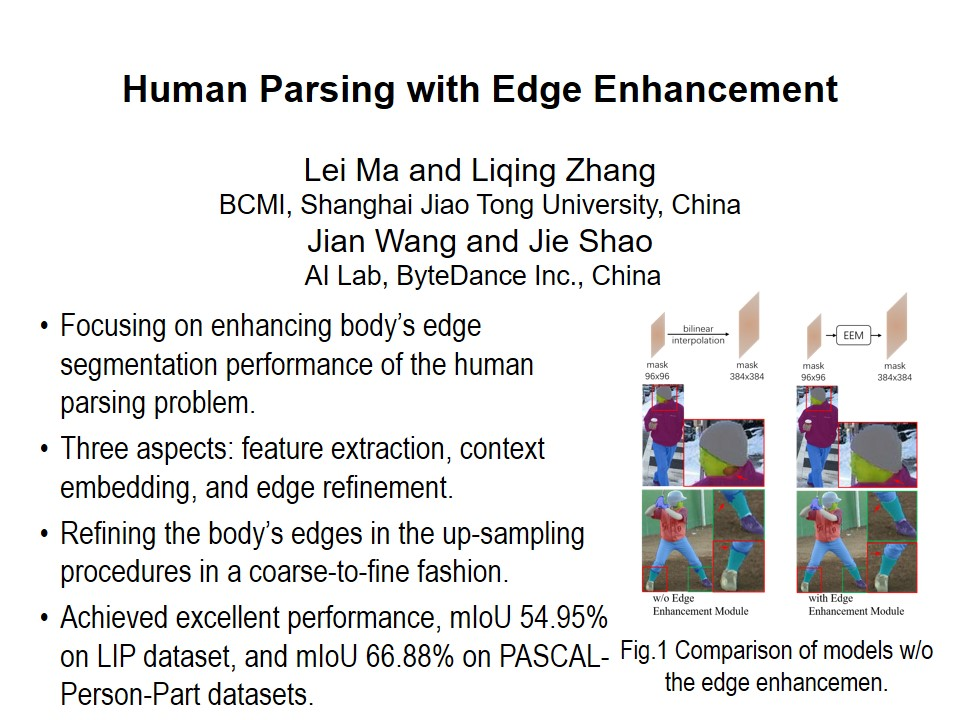 Human Parsing with Edge Enhancement
Lei Ma and Liqing Zhang
BCMI, Shanghai Jiao Tong University, China
Jian Wang and Jie Shao
AI Lab, ByteDance Inc., China
• Focusing on enhancing body’s edge
segmentation performance of the human
parsing problem.
• Three aspects: feature extraction, context
embedding, and edge refinement.
• Refining the body’s edges in the up-sampling
procedures in a coarse-to-fine fashion.
• Achieved excellent performance, mIoU 54.95%
on LIP dataset, and mIoU 66.88% on PASCAL-
Person-Part datasets.
bilinear
interpolation
mask
96x96
mask
384x384
EEM
mask
96x96
mask
384x384
w/o Edge
Enhancement Module
with Edge
Enhancement Module
Fig.1 Comparison of models w/o
the edge enhancemen.